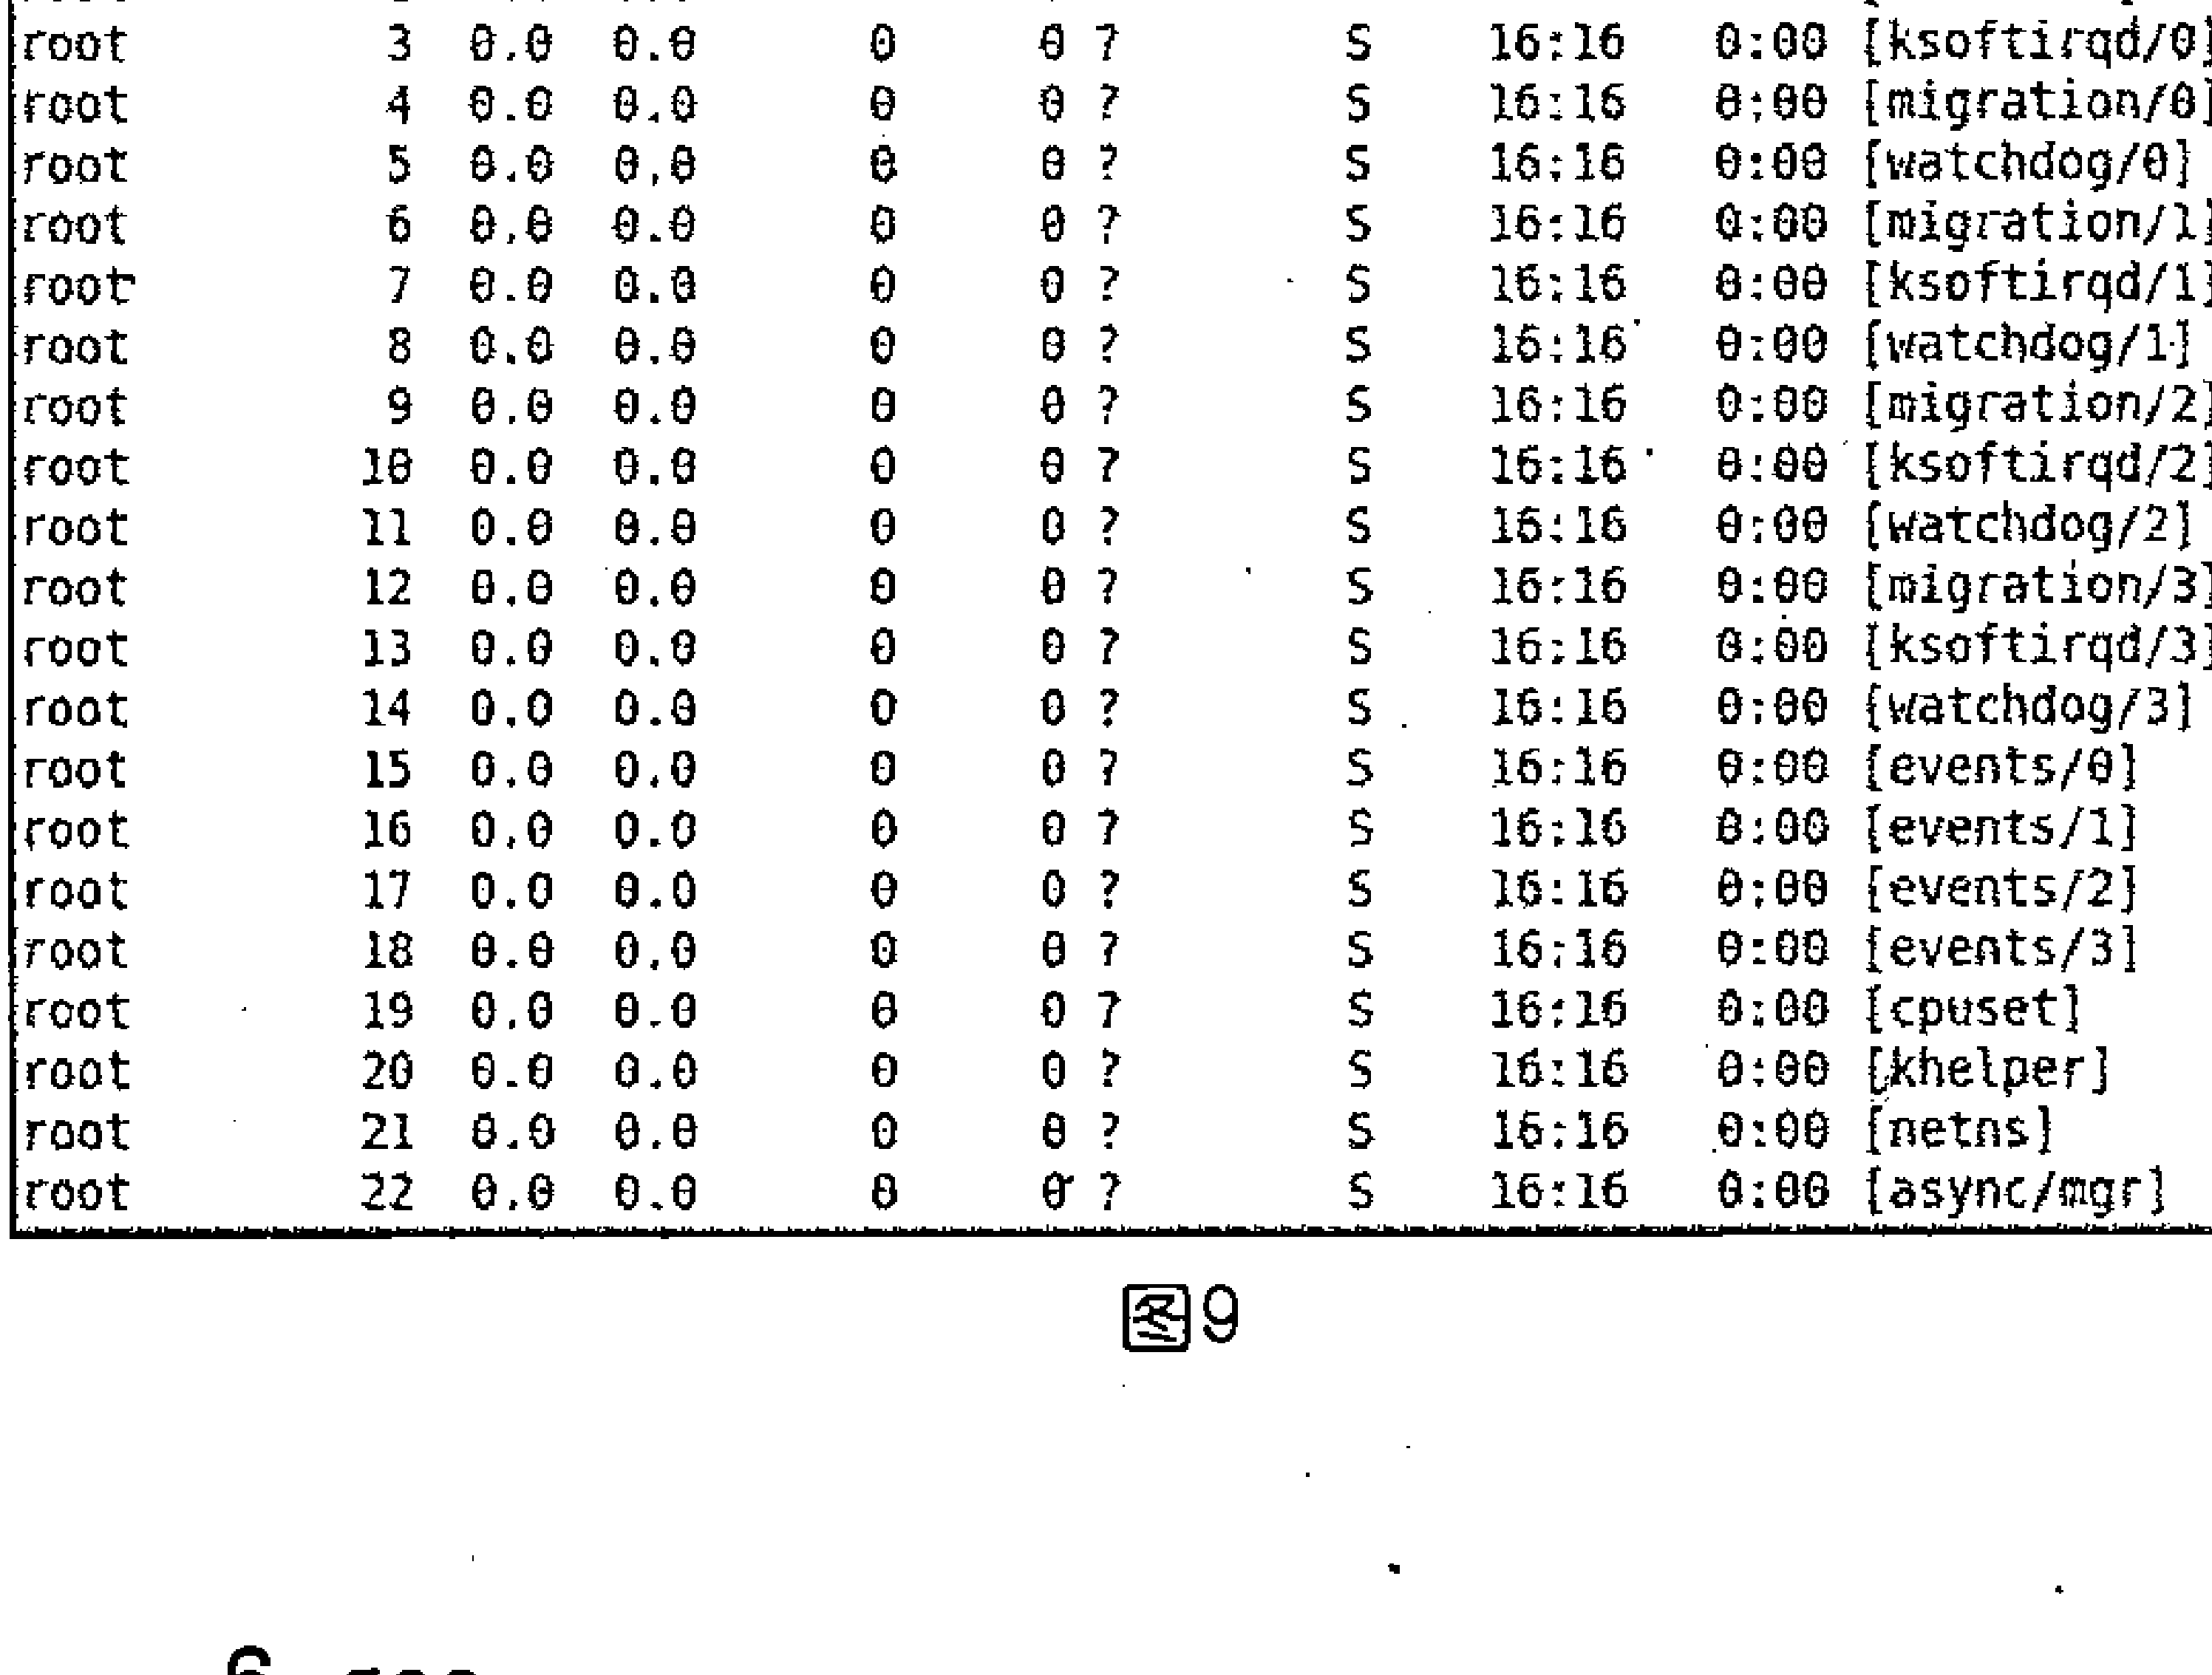 root 3 0.0 0.0 0 0 ? S 16:16 0:00 [ksoftirqd/0]
root 4 0.0 0.0 0 0 ? S 16:16 0:00 [migration/0]
root 5 0.0 0.0 0 0 ? S 16:16 0:00 [watchdog/0]
root 6 0.0 0.0 0 0 ? S 16:16 0:00 [migration/1]
root 7 0.0 0.0 0 0 ? S 16:16 0:00 [ksoftirqd/1]
root 8 0.0 0.0 0 0 ? S 16:16 0:00 [watchdog/1]
root 9 0.0 0.0 0 0 ? S 16:16 0:00 [migration/2]
root 10 0.0 0.0 0 0 ? S 16:16 0:00 [ksoftirqd/2]
root 11 0.0 0.0 0 0 ? S 16:16 0:00 [watchdog/2]
root 12 0.0 0.0 0 0 ? S 16:16 0:00 [migration/3]
root 13 0.0 0.0 0 0 ? S 16:16 0:00 [ksoftirqd/3]
root 14 0.0 0.0 0 0 ? S 16:16 0:00 [watchdog/3]
root 15 0.0 0.0 0 0 ? S 16:16 0:00 [events/0]
root 16 0.0 0.0 0 0 ? S 16:16 0:00 [events/1]
root 17 0.0 0.0 0 0 ? S 16:16 0:00 [events/2]
root 18 0.0 0.0 0 0 ? S 16:16 0:00 [events/3]
root 19 0.0 0.0 0 0 ? S 16:16 0:00 [cpuset]
root 20 0.0 0.0 0 0 ? S 16:16 0:00 [khelper]
root 21 0.0 0.0 0 0 ? S 16:16 0:00 [netns]
root 22 0.0 0.0 0 0 ? S 16:16 0:00 [async/mgr]
图9